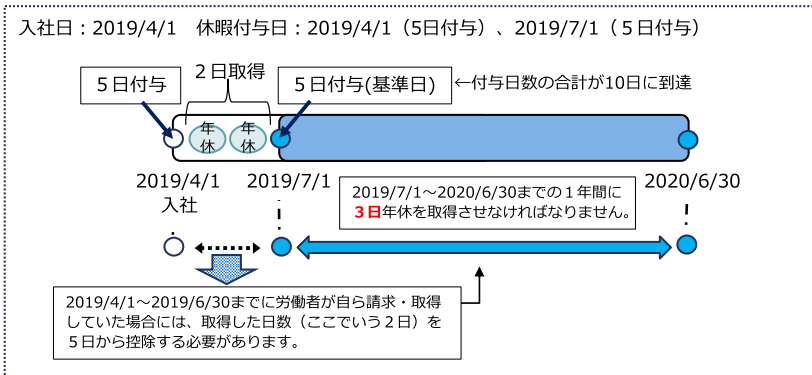 入社日：2019/4/1　休暇付与日：2019/4/1（5日付与）、2019/7/1（５日付与）
２日取得
５日付与
５日付与(基準日)
←付与日数の合計が10日に到達
年休
年休
2019/4/1
入社
2019/7/1
2020/6/30
2019/7/1～2020/6/30までの１年間に
３日年休を取得させなければなりません。
2019/4/1～2019/6/30までに労働者が自ら請求・取得
していた場合には、取得した日数（ここでいう２日）を
５日から控除する必要があります。